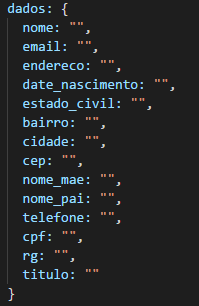 dados: {
nome: "",
email: "",
endereco: "",
date_nascimento: "",
estado_civil: "",
bairro: "",
cidade: "",
cep: "",
nome_mae: "",
nome_pai: "",
telefone: "",
cpf: "",
rg: "",
titulo: ""
}